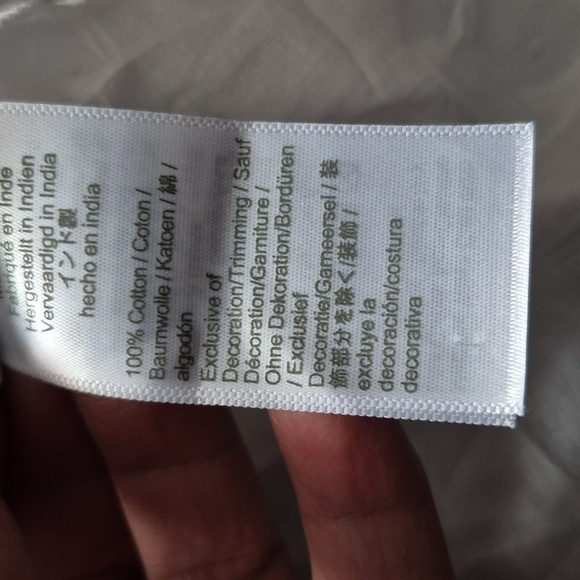 Fabriqué en Inde
Hergestellt in Indien
Vervaardigd in India
インド製
hecho en india
100% Cotton / Coton /
Baumwolle / Katoen / 綿 /
algodón
Exclusive of
Decoration/Trimming / Sauf
Décoration/Garniture /
Ohne Dekoration/Bordüren
/ Exclusief
Decoratie/Garneersel / 装
飾部分を除く/装飾 /
excluye la
decoración/costura
decorativa